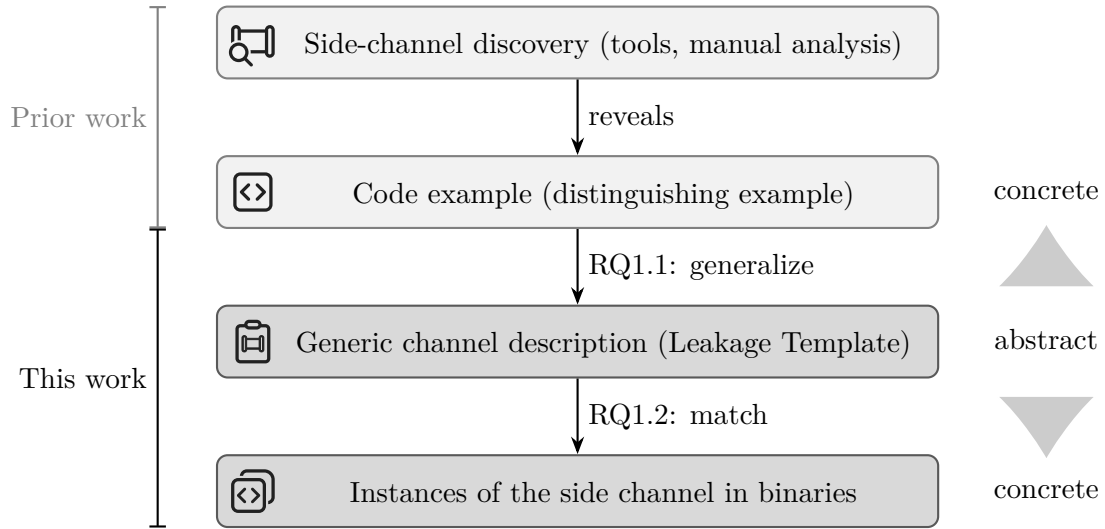 Side-channel discovery (tools, manual analysis)
Prior work
reveals
Code example (distinguishing example)
concrete
RQ1.1: generalize
Generic channel description (Leakage Template)
abstract
This work
RQ1.2: match
Instances of the side channel in binaries
concrete